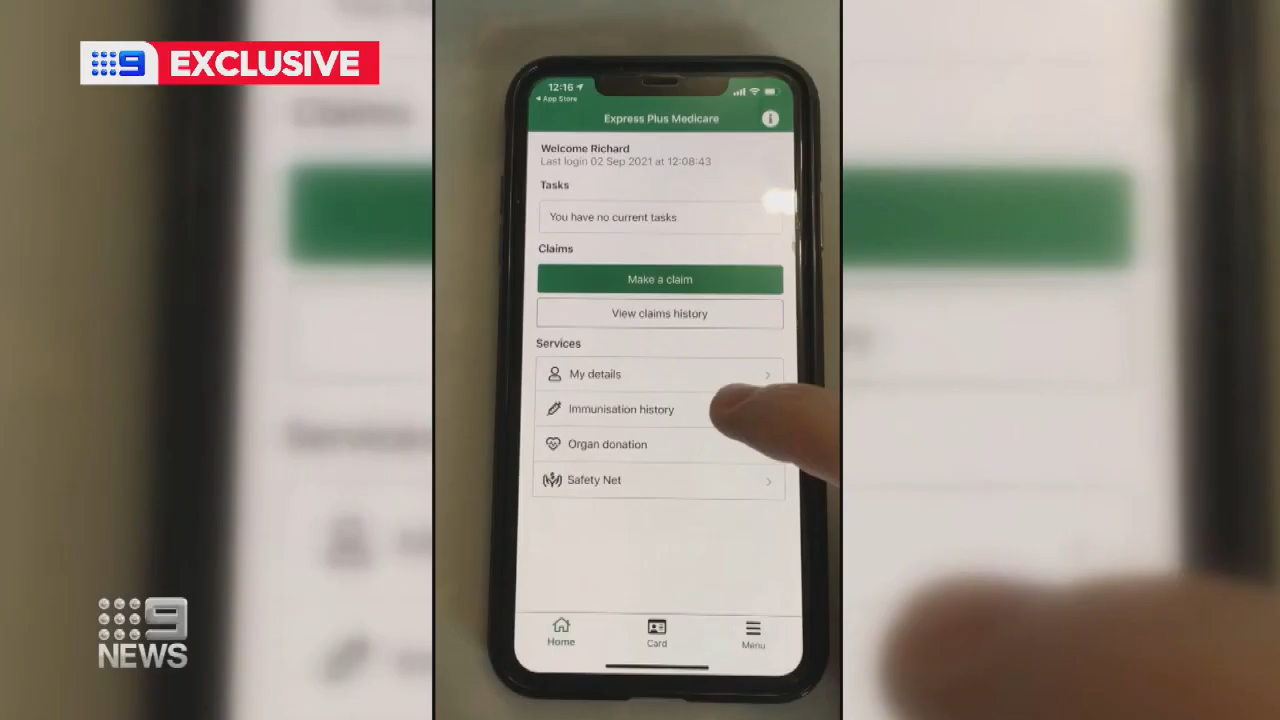 9 EXCLUSIVE
12:16
App Store
Express Plus Medicare
Welcome Richard
Last login 02 Sep 2021 at 12:08:43
Tasks
You have no current tasks
Claims
Make a claim
View claims history
Services
My details
Immunisation history
Organ donation
Safety Net
Home
Card
Menu
9
NEWS